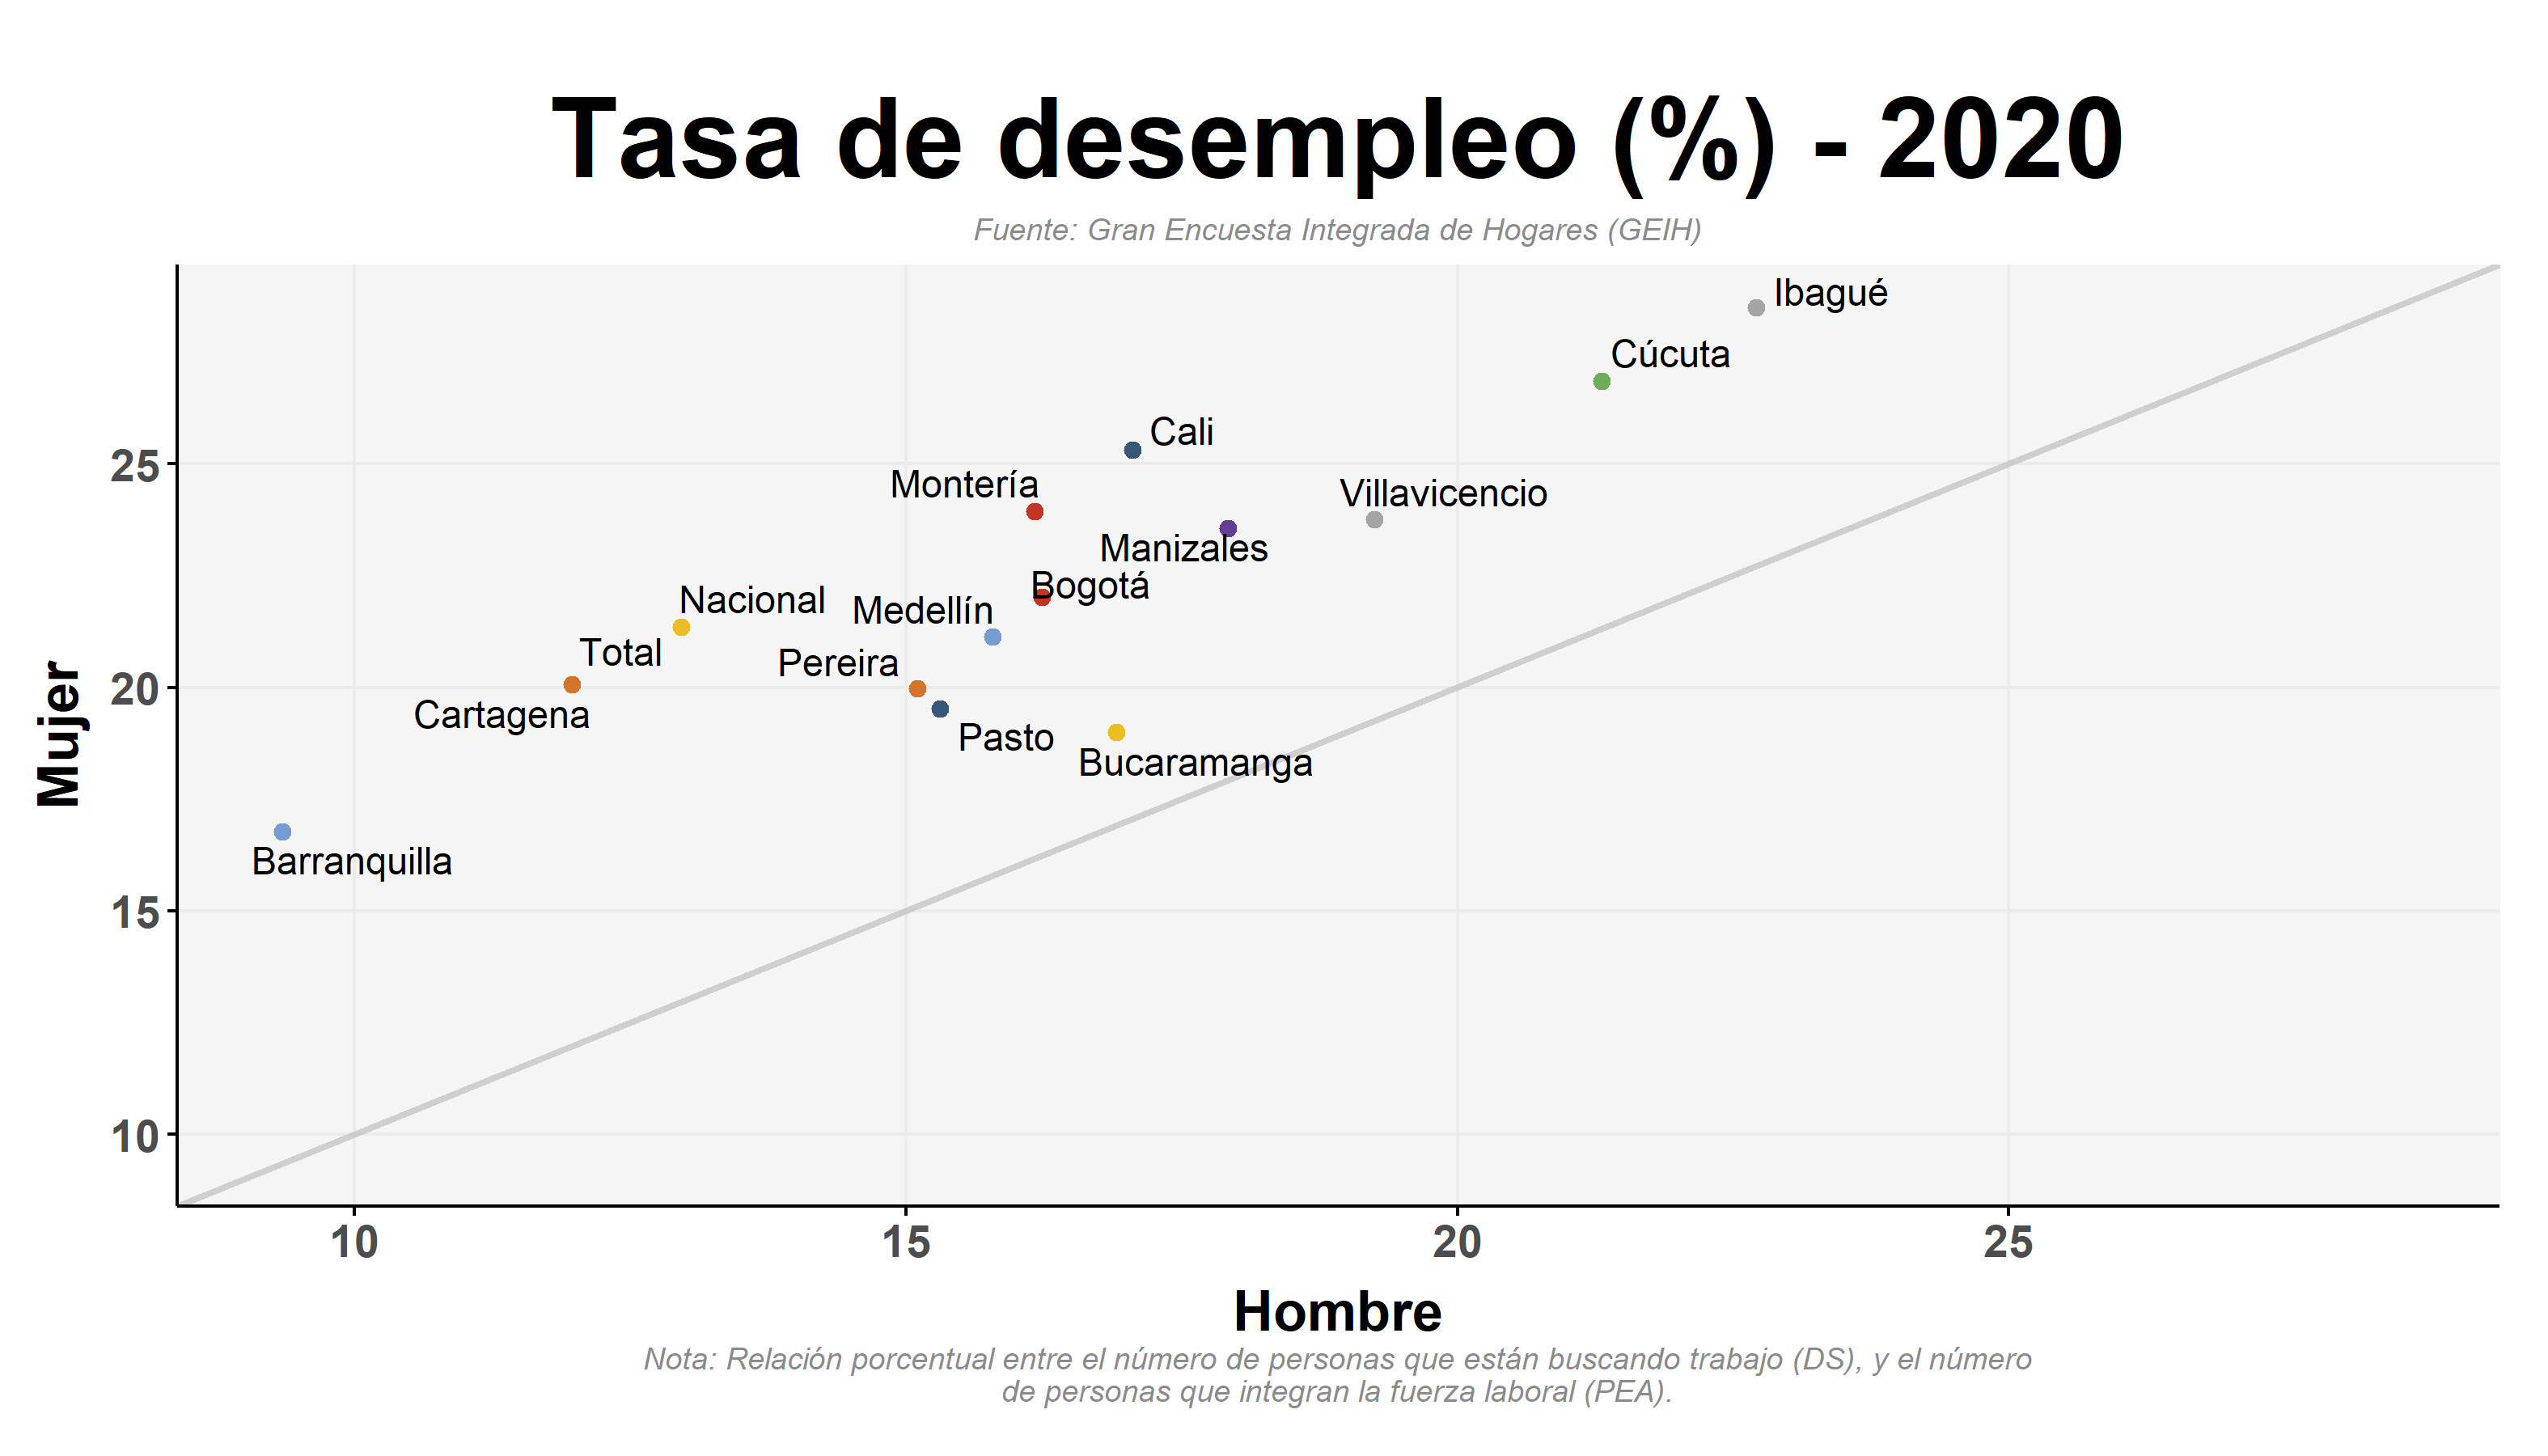 Tasa de desempleo (%) - 2020
Fuente: Gran Encuesta Integrada de Hogares (GEIH)
Ibagué
Cúcuta
Cali
25
Montería
Villavicencio
Manizales
Bogotá
Nacional
Medellín
Total
Pereira
20
Cartagena
Pasto
Bucaramanga
Mujer
Barranquilla
15
10
10 15 20 25
Hombre
Nota: Relación porcentual entre el número de personas que están buscando trabajo (DS), y el número
de personas que integran la fuerza laboral (PEA).